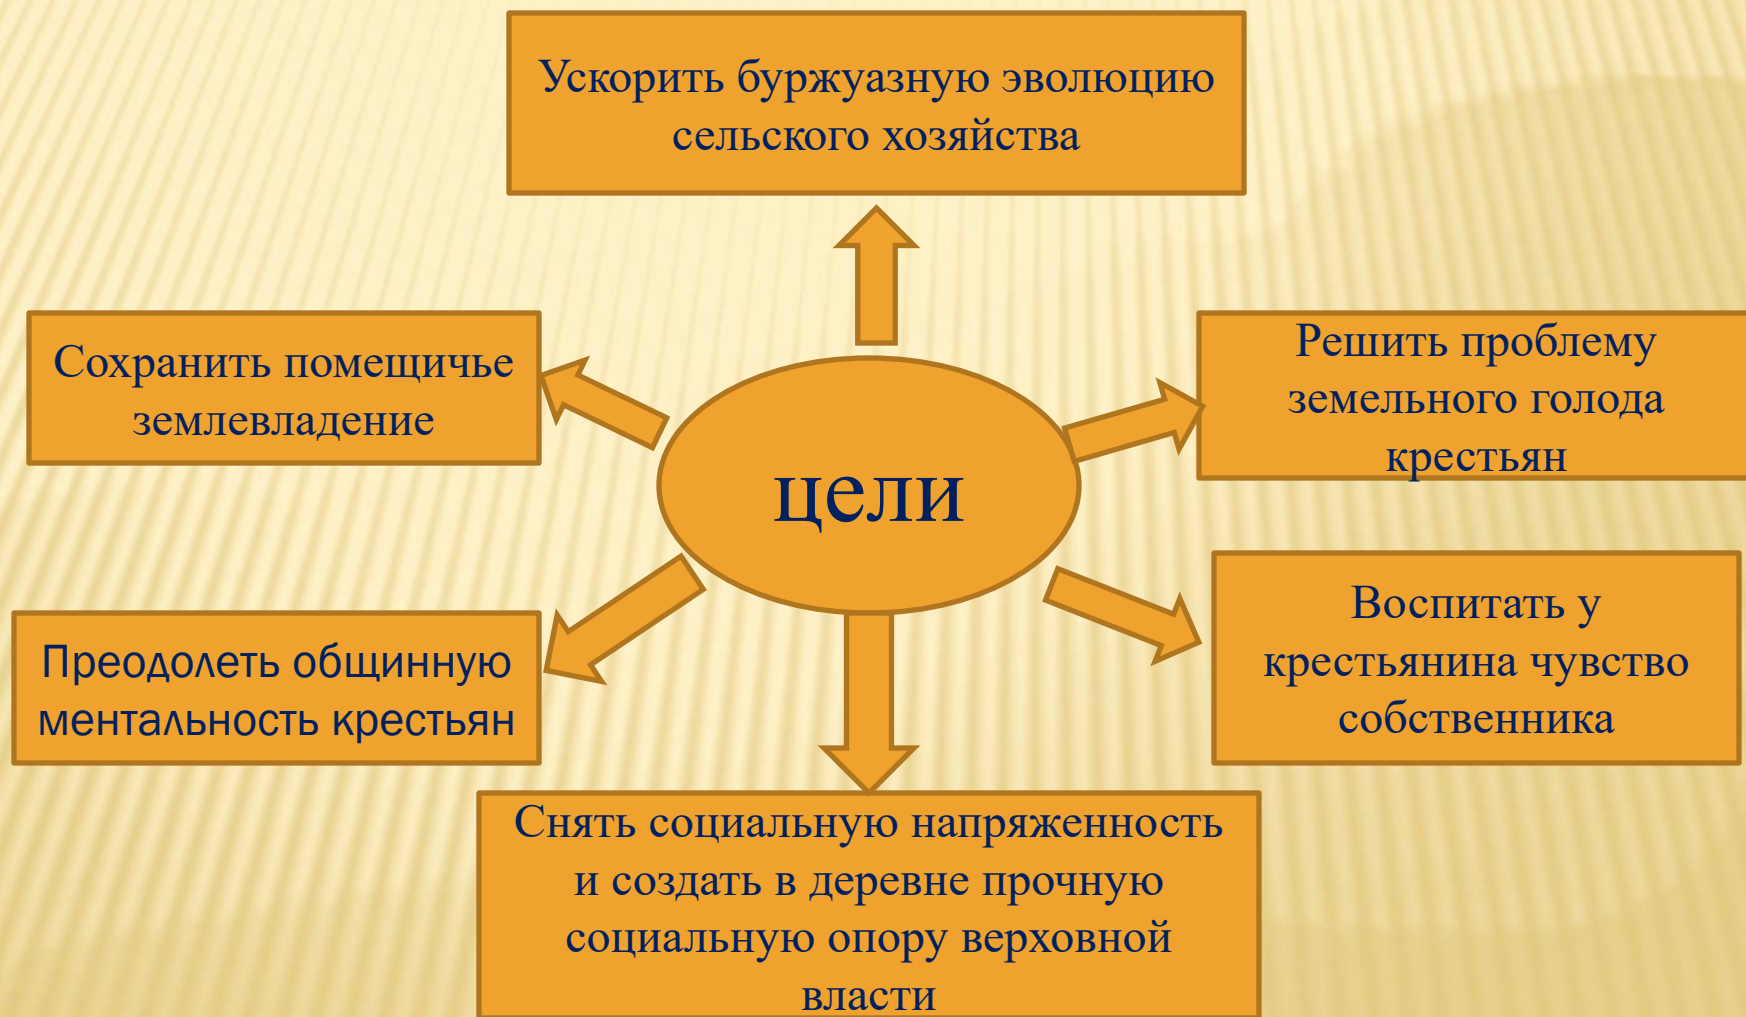 Ускорить буржуазную эволюцию
сельского хозяйства
Сохранить помещичье
землевладение
Решить проблему
земельного голода
крестьян
цели
Преодолеть общинную
ментальность крестьян
Воспитать у
крестьянина чувство
собственника
Снять социальную напряженность
и создать в деревне прочную
социальную опору верховной
власти